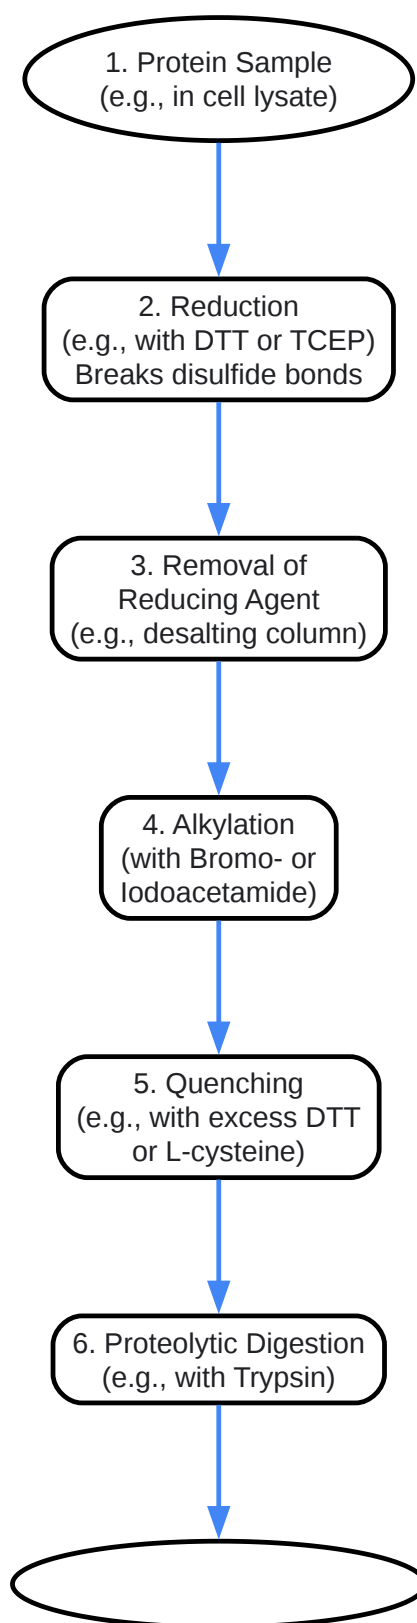 1. Protein Sample
(e.g., in cell lysate)
2. Reduction
(e.g., with DTT or TCEP)
Breaks disulfide bonds
3. Removal of
Reducing Agent
(e.g., desalting column)
4. Alkylation
(with Bromo- or
Iodoacetamide)
5. Quenching
(e.g., with excess DTT
or L-cysteine)
6. Proteolytic Digestion
(e.g., with Trypsin)